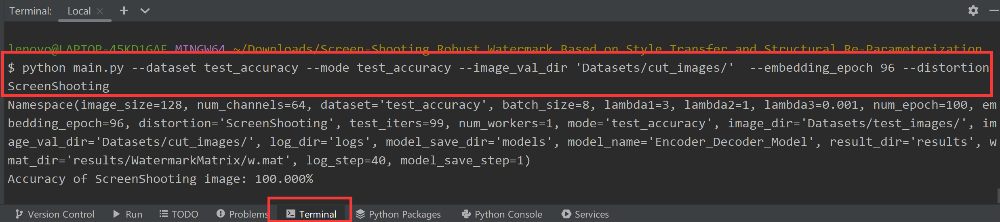 Terminal: Local
lenovo@LAPTOP-45KD1GAE MINGW64 ~/Downloads/Screen-Shooting Robust Watermark Based on Style Transfer and Structural Re-Parameterization
$ python main.py --dataset test_accuracy --mode test_accuracy --image_val_dir 'Datasets/cut_images/'  --embedding_epoch 96 --distortion
ScreenShooting
Namespace(image_size=128, num_channels=64, dataset='test_accuracy', batch_size=8, lambda1=3, lambda2=1, lambda3=0.001, num_epoch=100, em
bedding_epoch=96, distortion='ScreenShooting', test_iters=99, num_workers=1, mode='test_accuracy', image_dir='Datasets/test_images/', im
age_val_dir='Datasets/cut_images/', log_dir='logs', model_save_dir='models', model_name='Encoder_Decoder_Model', result_dir='results', w
mat_dir='results/WatermarkMatrix/w.mat', log_step=40, model_save_step=1)
Accuracy of ScreenShooting image: 100.000%
Version Control Run TODO Problems Terminal Python Packages Python Console Services